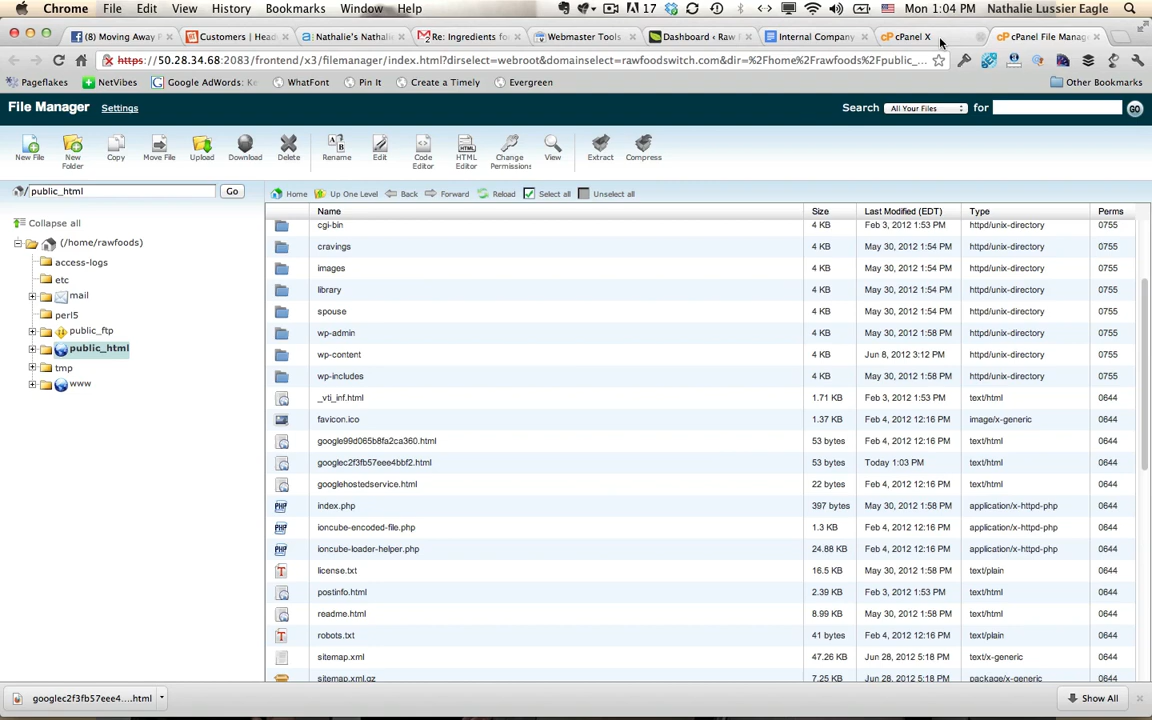 Chrome File Edit View History Bookmarks Window Help 17 Mon 1:04 PM Nathalie Lussier Eagle
(8) Moving Away F Customers | Head Nathalie's Nathalie Re: Ingredients for Webmaster Tools Dashboard ‹ Raw Internal Company cPanel X cPanel File Manage
https://50.28.34.68:2083/frontend/x3/filemanager/index.html?dirselect=webroot&domainselect=rawfoodswitch.com&dir=%2Fhome%2Frawfoods%2Fpublic_...
Pageflakes NetVibes Google AdWords: Ke WhatFont Pin It Create a Timely Evergreen Other Bookmarks
File Manager Settings Search All Your Files for GO
New File New Folder Copy Move File Upload Download Delete Rename Edit Code Editor HTML Editor Change Permissions View Extract Compress
/public_html Go Home Up One Level Back Forward Reload Select all Unselect all
Collapse all
(/home/rawfoods)
access-logs
etc
mail
perl5
public_ftp
public_html
tmp
www
Name Size Last Modified (EDT) Type Perms
cgi-bin 4 KB Feb 3, 2012 1:53 PM httpd/unix-directory 0755
cravings 4 KB May 30, 2012 1:54 PM httpd/unix-directory 0755
images 4 KB May 30, 2012 1:54 PM httpd/unix-directory 0755
library 4 KB May 30, 2012 1:54 PM httpd/unix-directory 0755
spouse 4 KB May 30, 2012 1:54 PM httpd/unix-directory 0755
wp-admin 4 KB May 30, 2012 1:58 PM httpd/unix-directory 0755
wp-content 4 KB Jun 8, 2012 3:12 PM httpd/unix-directory 0755
wp-includes 4 KB May 30, 2012 1:58 PM httpd/unix-directory 0755
_vti_inf.html 1.71 KB Feb 3, 2012 1:53 PM text/html 0644
favicon.ico 1.37 KB Feb 4, 2012 12:16 PM image/x-generic 0644
google99d065b8fa2ca360.html 53 bytes Feb 4, 2012 12:16 PM text/html 0644
googlec2f3fb57eee4bbf2.html 53 bytes Today 1:03 PM text/html 0644
googlehostedservice.html 22 bytes Feb 4, 2012 12:16 PM text/html 0644
index.php 397 bytes May 30, 2012 1:58 PM application/x-httpd-php 0644
ioncube-encoded-file.php 1.3 KB Feb 4, 2012 12:16 PM application/x-httpd-php 0644
ioncube-loader-helper.php 24.88 KB Feb 4, 2012 12:16 PM application/x-httpd-php 0644
license.txt 16.5 KB May 30, 2012 1:58 PM text/plain 0644
postinfo.html 2.39 KB Feb 3, 2012 1:53 PM text/html 0644
readme.html 8.99 KB May 30, 2012 1:58 PM text/html 0644
robots.txt 41 bytes Feb 4, 2012 12:16 PM text/plain 0644
sitemap.xml 47.26 KB Jun 28, 2012 5:18 PM text/x-generic 0644
sitemap.xml.gz 7.25 KB Jun 28, 2012 5:18 PM package/x-generic 0644
googlec2f3fb57eee4....html Show All